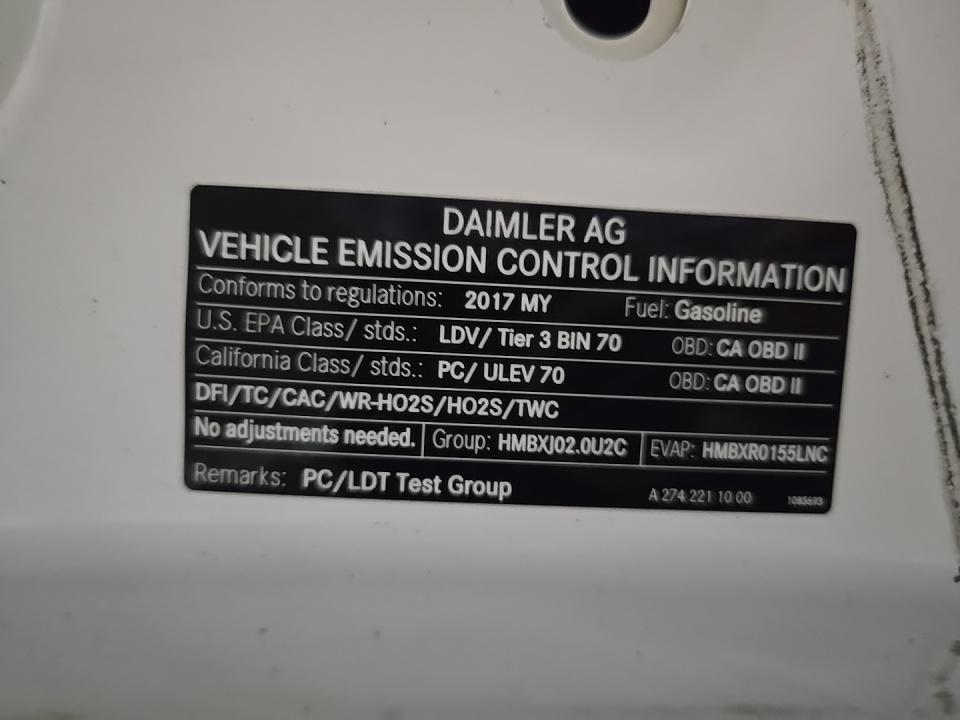 DAIMLER AG
VEHICLE EMISSION CONTROL INFORMATION
Conforms to regulations: 2017 MY Fuel: Gasoline
U.S. EPA Class/ stds.: LDV/ Tier 3 BIN 70 OBD: CA OBD II
California Class/ stds.: PC/ ULEV 70 OBD: CA OBD II
DFI/TC/CAC/WR-HO2S/HO2S/TWC
No adjustments needed. Group: HMBXJ02.0U2C EVAP: HMBXR0155LNC
Remarks: PC/LDT Test Group A 274 221 10 00 1085693